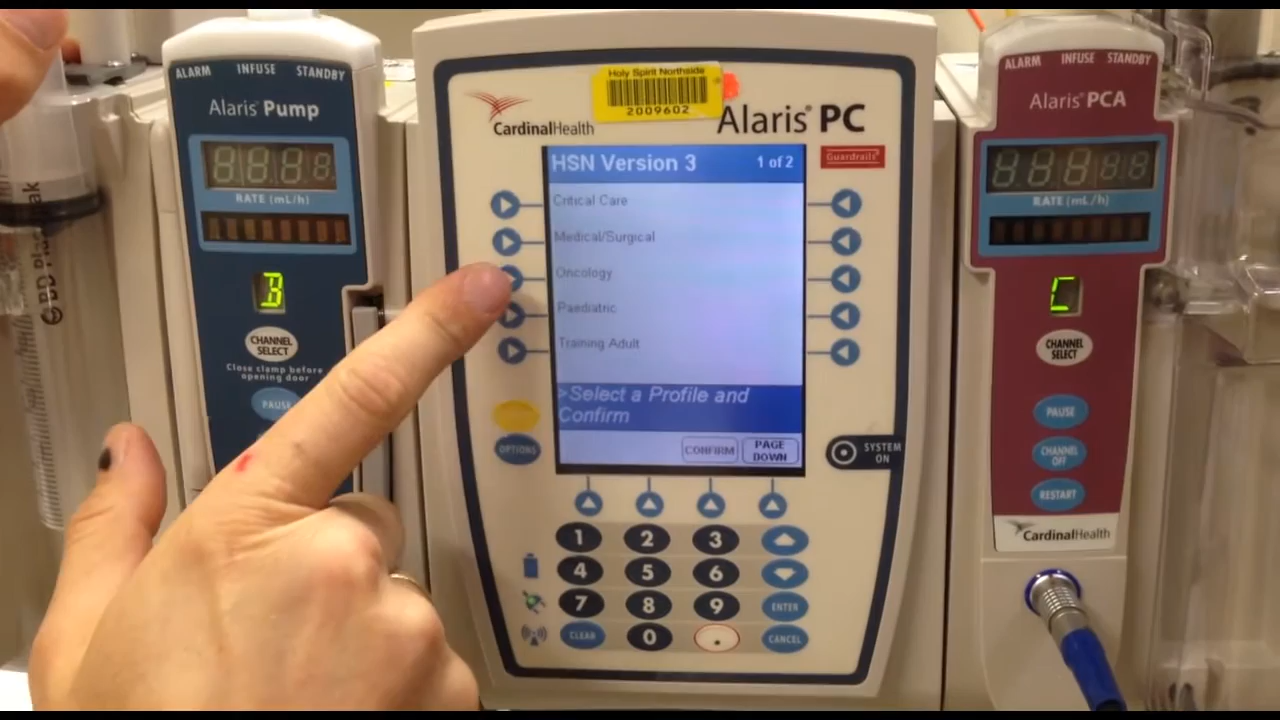 ALARM INFUSE STANDBY
Alaris® Pump
RATE (mL/h)
B
CHANNEL
SELECT
Close clamp before
opening door
PAUSE
BD Plastipak
CardinalHealth
Holy Spirit Northside
2009602
Alaris® PC
Guardrails®
HSN Version 3 1 of 2
Critical Care
Medical/Surgical
Oncology
Paediatric
Training Adult
>Select a Profile and
Confirm
CONFIRM
PAGE
DOWN
OPTIONS
SYSTEM
ON
1 2 3
4 5 6
ENTER
7 8 9
CLEAR 0 . CANCEL
ALARM INFUSE STANDBY
Alaris® PCA
RATE (mL/h)
C
CHANNEL
SELECT
PAUSE
CHANNEL
OFF
RESTART
CardinalHealth